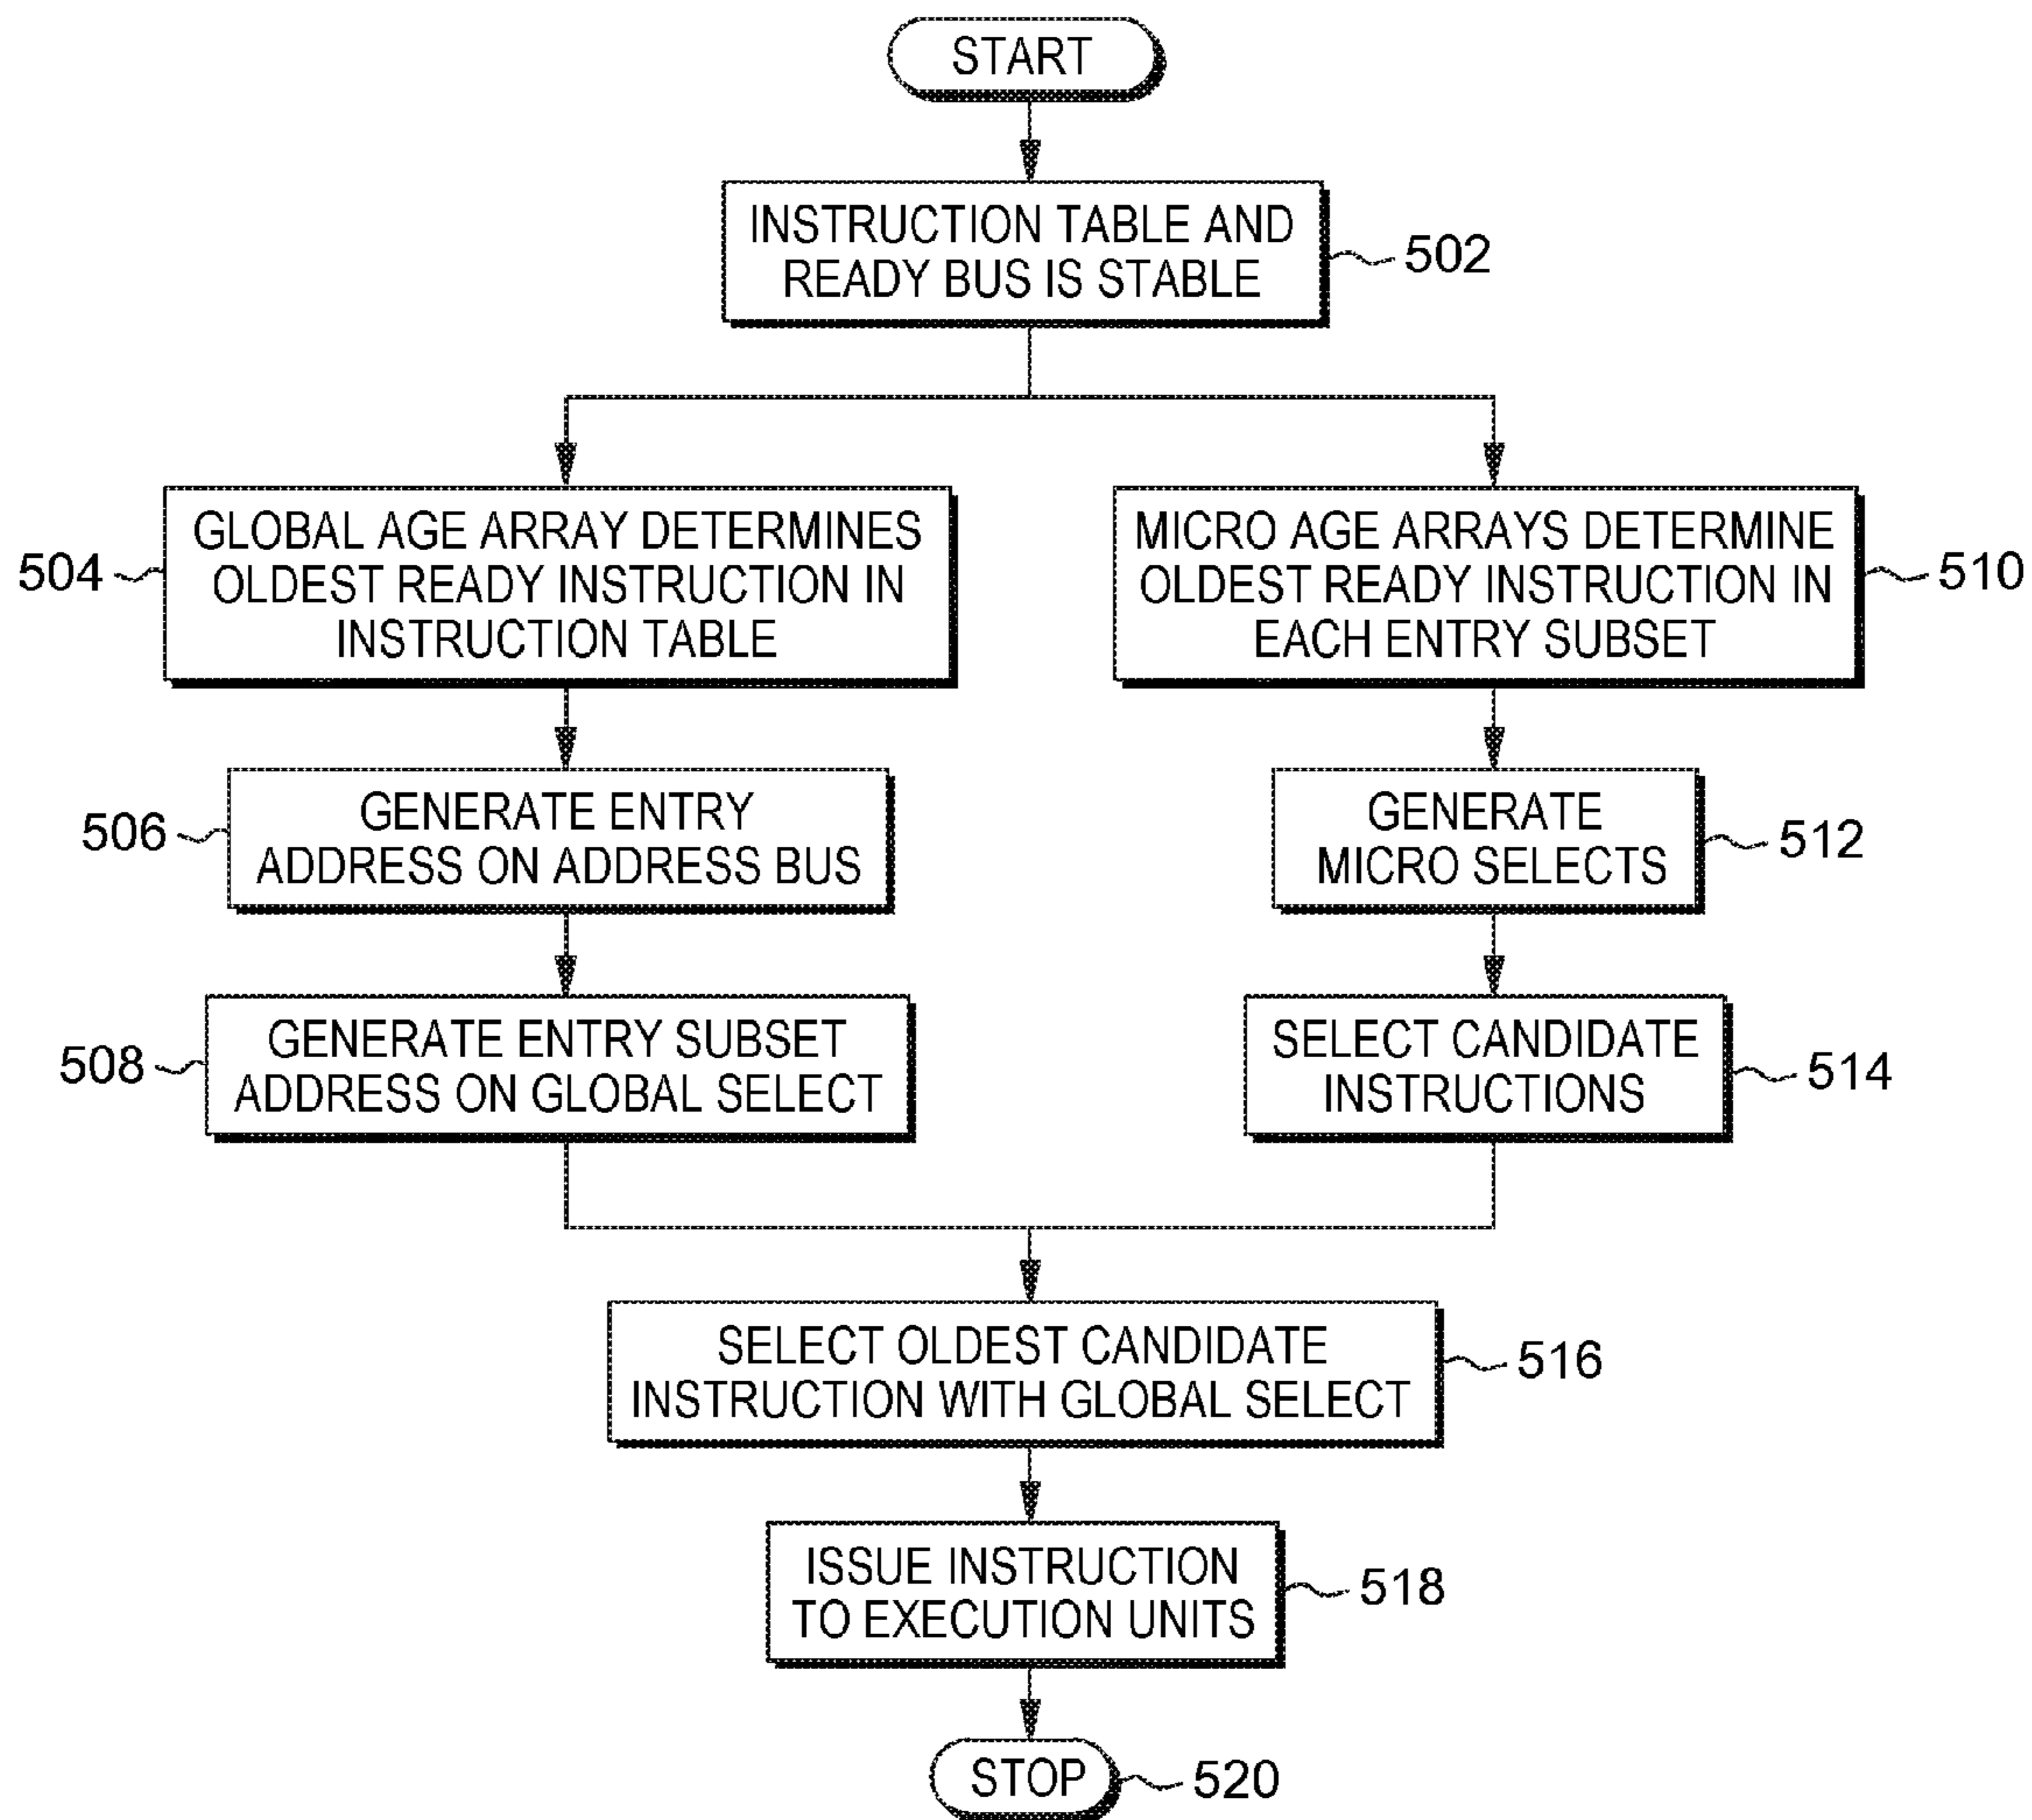 START
INSTRUCTION TABLE AND
READY BUS IS STABLE
502
GLOBAL AGE ARRAY DETERMINES
OLDEST READY INSTRUCTION IN
INSTRUCTION TABLE
504
MICRO AGE ARRAYS DETERMINE
OLDEST READY INSTRUCTION IN
EACH ENTRY SUBSET
510
GENERATE ENTRY
ADDRESS ON ADDRESS BUS
506
GENERATE
MICRO SELECTS
512
GENERATE ENTRY SUBSET
ADDRESS ON GLOBAL SELECT
508
SELECT CANDIDATE
INSTRUCTIONS
514
SELECT OLDEST CANDIDATE
INSTRUCTION WITH GLOBAL SELECT
516
ISSUE INSTRUCTION
TO EXECUTION UNITS
518
STOP
520